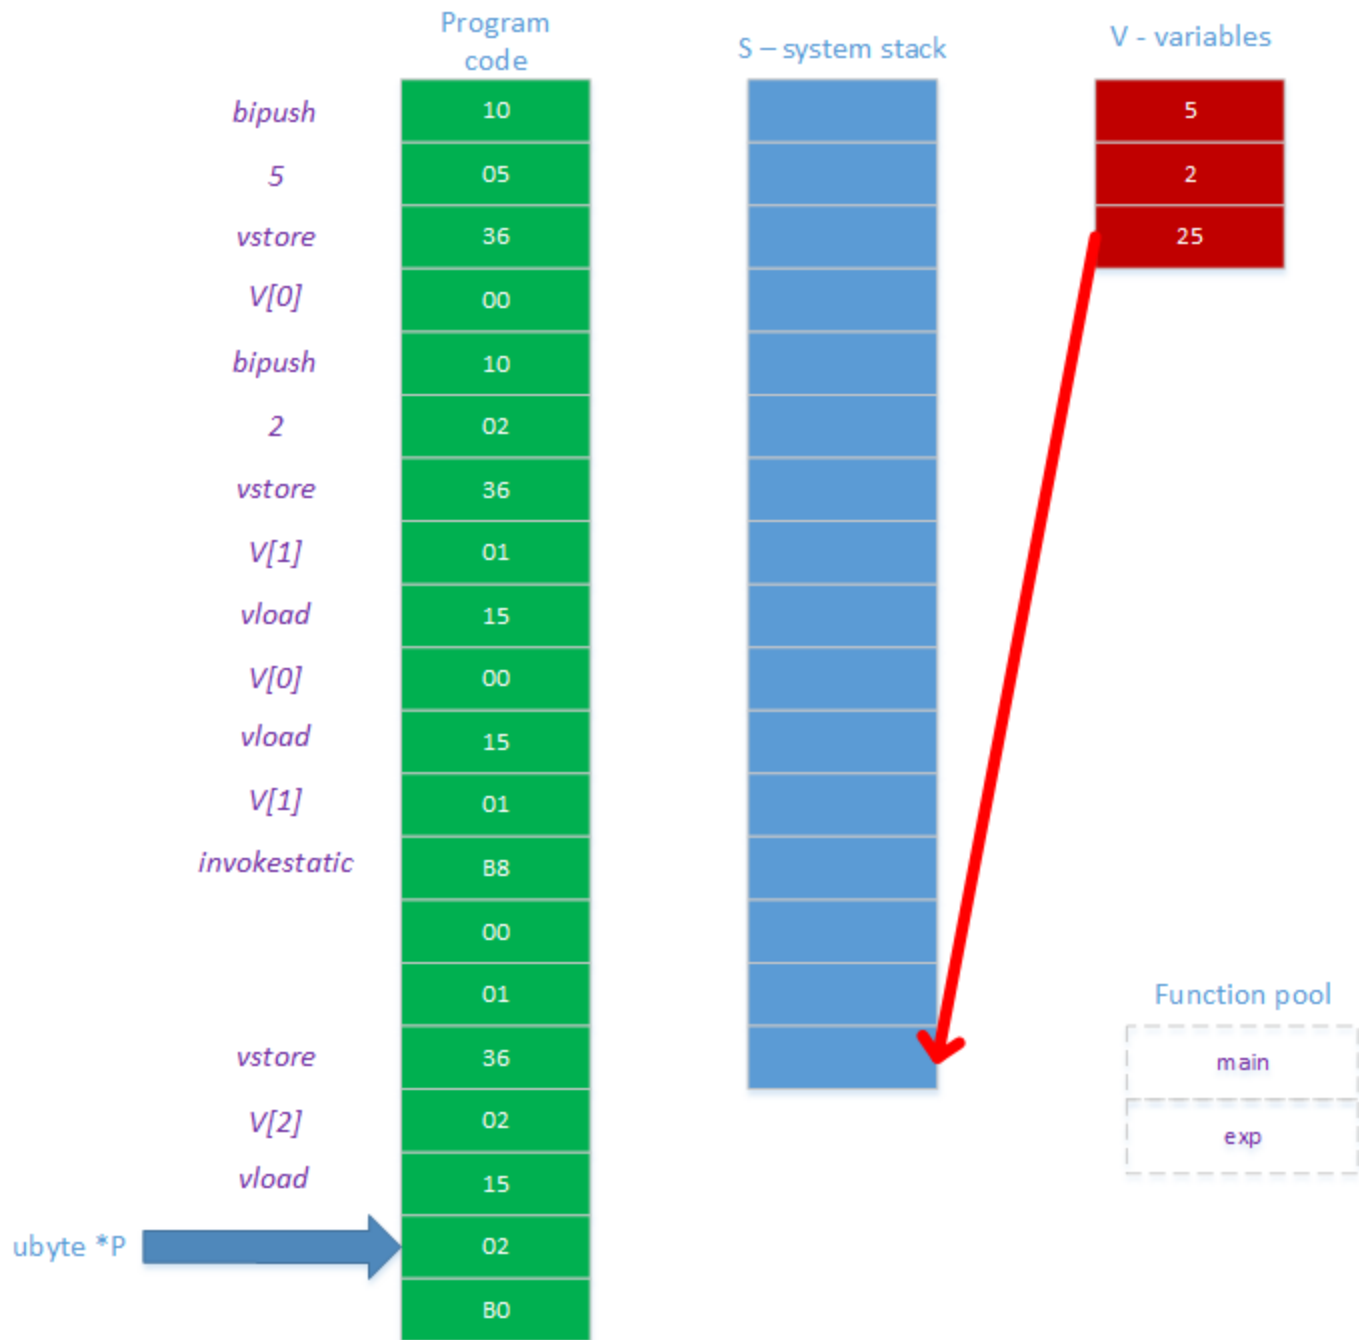 Program
code
S – system stack
V - variables
bipush 10 5
5 05 2
vstore 36 25
V[0] 00
bipush 10
2 02
vstore 36
V[1] 01
vload 15
V[0] 00
vload 15
V[1] 01
invokestatic B8
00
01
Function pool
vstore 36 main
V[2] 02 exp
vload 15
ubyte *P 02
B0